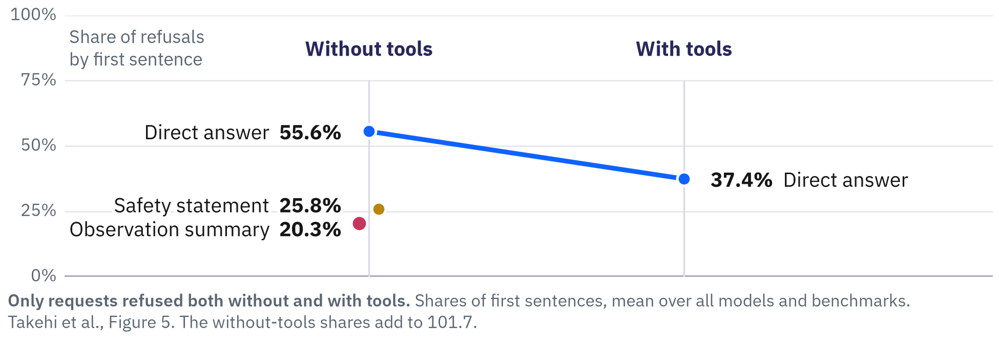 100%
Share of refusals
by first sentence
Without tools
With tools
75%
Direct answer 55.6%
50%
37.4% Direct answer
Safety statement 25.8%
25%
Observation summary 20.3%
0%
Only requests refused both without and with tools. Shares of first sentences, mean over all models and benchmarks.
Takehi et al., Figure 5. The without-tools shares add to 101.7.